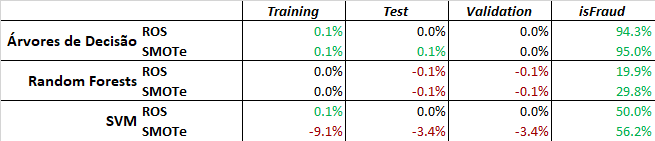 Training Test Validation isFraud
Árvores de Decisão ROS 0.1% 0.0% 0.0% 94.3%
SMOTe 0.1% 0.1% 0.0% 95.0%
Random Forests ROS 0.0% -0.1% -0.1% 19.9%
SMOTe 0.0% -0.1% -0.1% 29.8%
SVM ROS 0.1% 0.0% 0.0% 50.0%
SMOTe -9.1% -3.4% -3.4% 56.2%